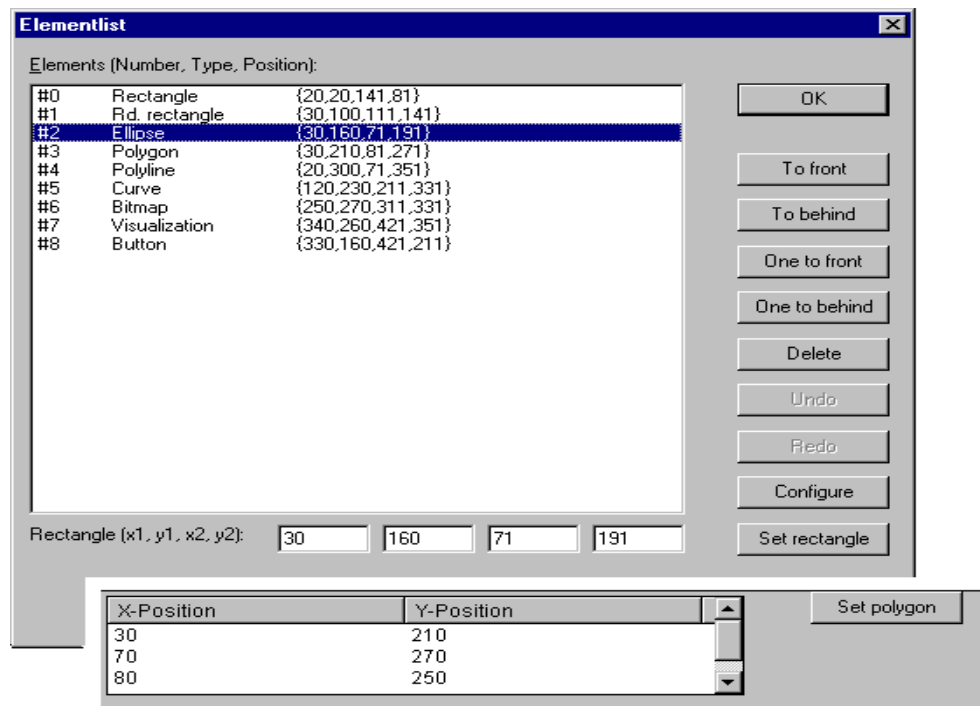 Elementlist
Elements (Number, Type, Position):
#0 Rectangle {20,20,141,81}
#1 Rd. rectangle {30,100,111,141}
#2 Ellipse {30,160,71,191}
#3 Polygon {30,210,81,271}
#4 Polyline {20,300,71,351}
#5 Curve {120,230,211,331}
#6 Bitmap {250,270,311,331}
#7 Visualization {340,260,421,351}
#8 Button {330,160,421,211}
OK
To front
To behind
One to front
One to behind
Delete
Undo
Redo
Configure
Rectangle (x1, y1, x2, y2): 30 160 71 191 Set rectangle
X-Position Y-Position Set polygon
30 210
70 270
80 250